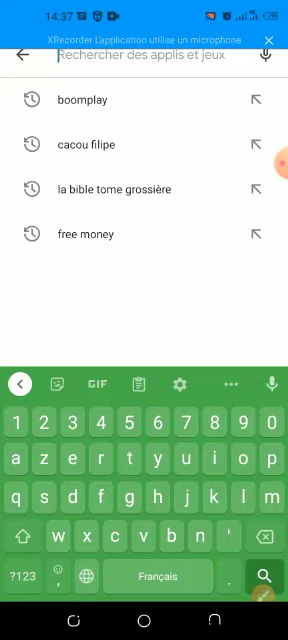 14:37
XRecorder L'application utilise un microphone
Rechercher des applis et jeux
boomplay
cacou filipe
la bible tome grossière
free money
GIF
1 2 3 4 5 6 7 8 9 0
a z e r t y u i o p
q s d f g h j k l m
w x c v b n '
?123 , Français .